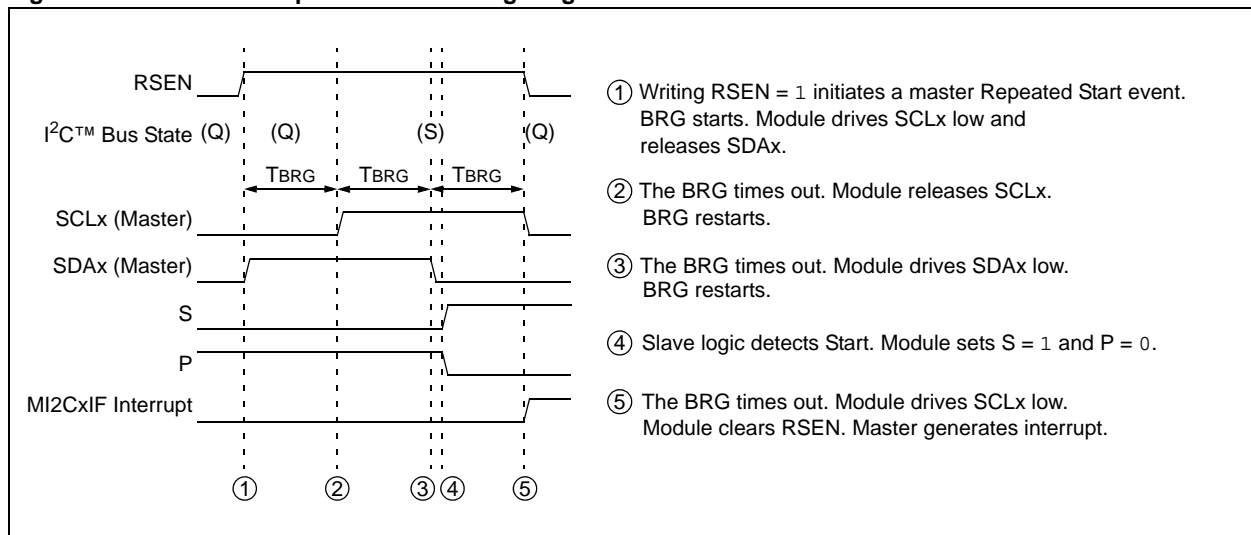 RSEN
I²C™ Bus State (Q) (Q) (S) (Q)
TBRG TBRG TBRG
SCLx (Master)
SDAx (Master)
S
P
MI2CxIF Interrupt
① ② ③ ④ ⑤
① Writing RSEN = 1 initiates a master Repeated Start event.
BRG starts. Module drives SCLx low and
releases SDAx.
② The BRG times out. Module releases SCLx.
BRG restarts.
③ The BRG times out. Module drives SDAx low.
BRG restarts.
④ Slave logic detects Start. Module sets S = 1 and P = 0.
⑤ The BRG times out. Module drives SCLx low.
Module clears RSEN. Master generates interrupt.